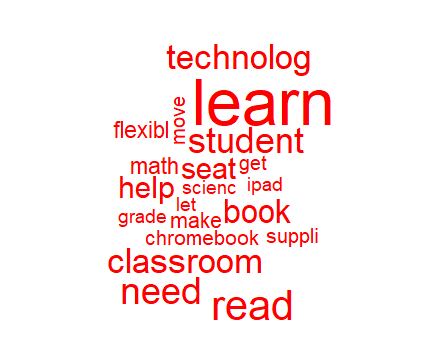 technolog
learn
move
flexibl
student
math
seat
get
help
scienc
ipad
let
book
grade
make
chromebook
suppli
classroom
need
read